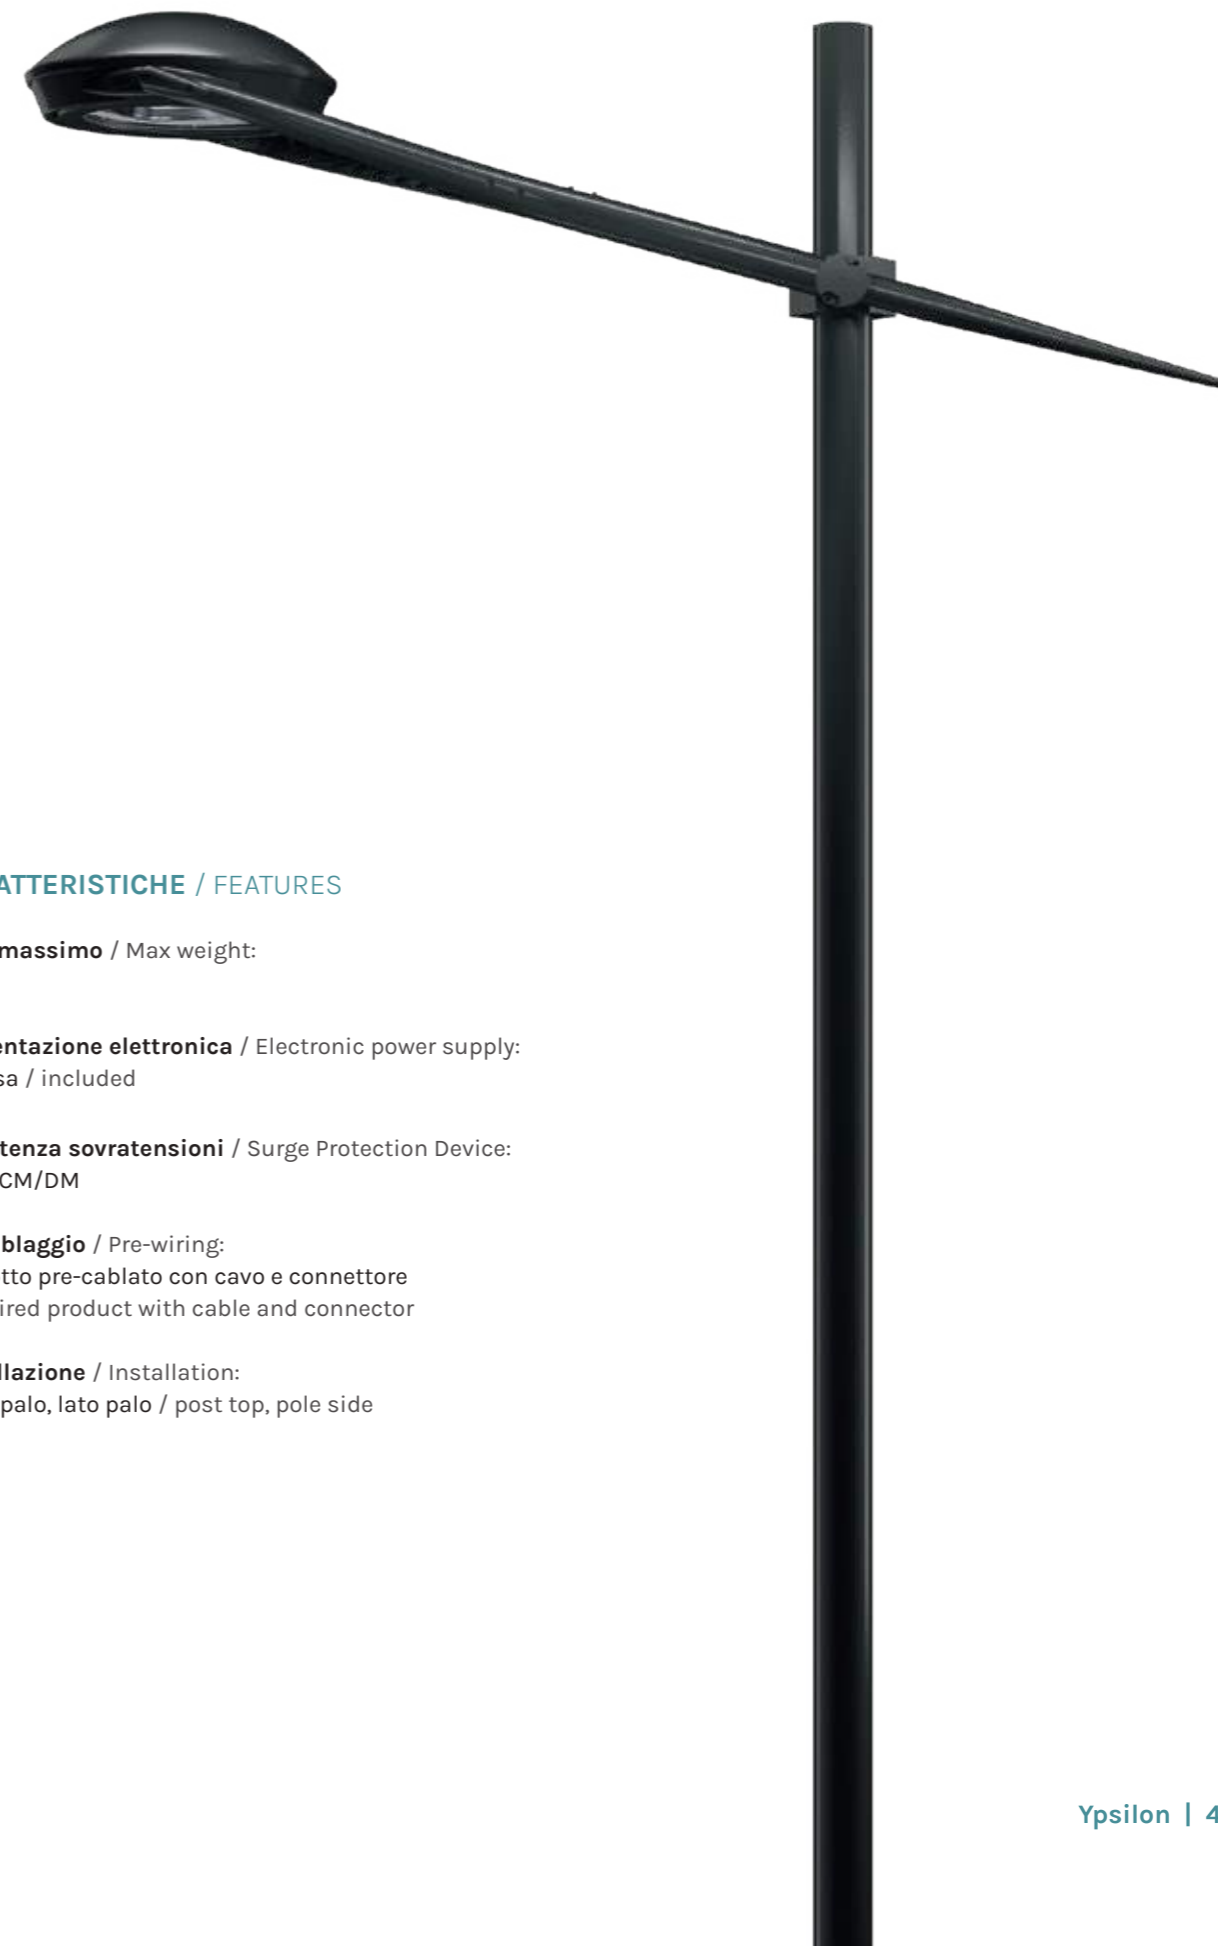 ATTERISTICHE / FEATURES
massimo / Max weight:
entazione elettronica / Electronic power supply:
sa / included
tenza sovratensioni / Surge Protection Device:
CM/DM
blaggio / Pre-wiring:
tto pre-cablato con cavo e connettore
ired product with cable and connector
llazione / Installation:
palo, lato palo / post top, pole side
Ypsilon | 4